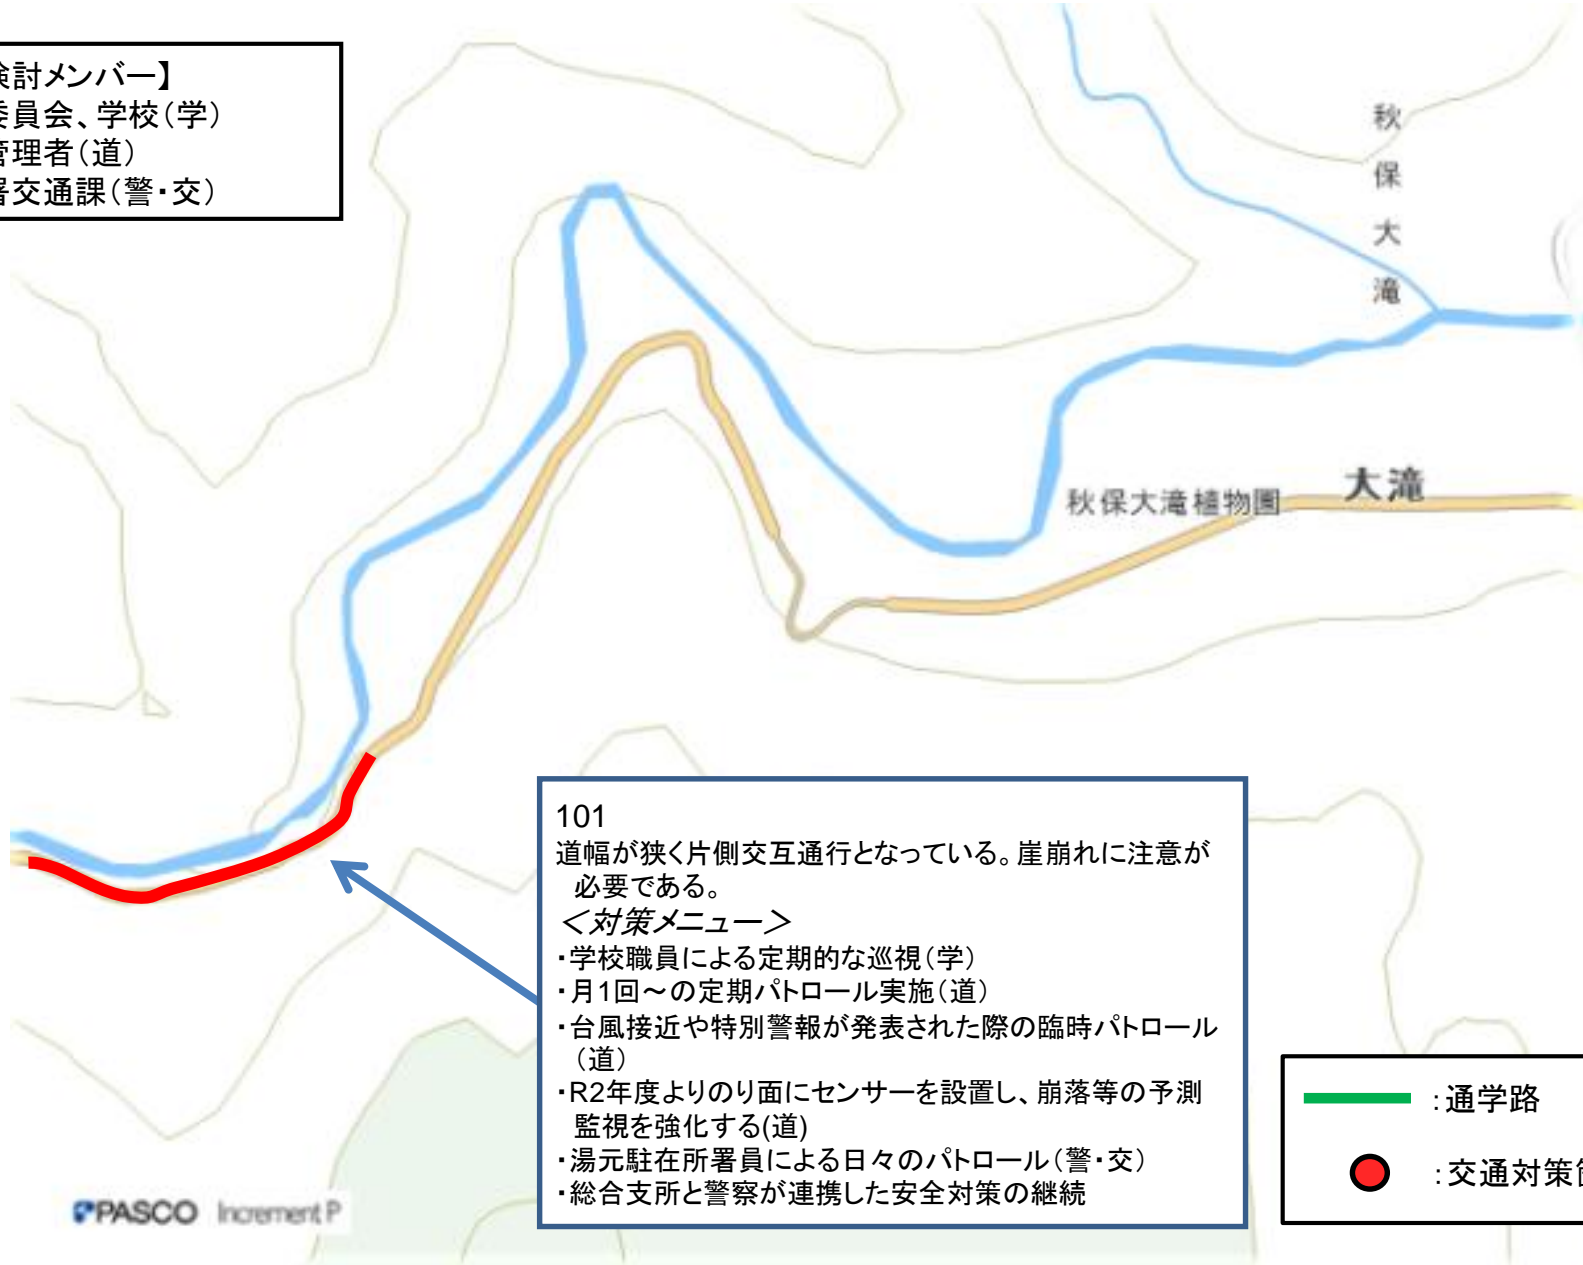 検討メンバー】
委員会、学校(学)
管理者(道)
署交通課(警・交)
秋保大滝
秋保大滝植物園
大滝
101
道幅が狭く片側交互通行となっている。崖崩れに注意が
必要である。
＜対策メニュー＞
・学校職員による定期的な巡視(学)
・月1回～の定期パトロール実施(道)
・台風接近や特別警報が発表された際の臨時パトロール
(道)
・R2年度よりのり面にセンサーを設置し、崩落等の予測
監視を強化する(道)
・湯元駐在所署員による日々のパトロール(警・交)
・総合支所と警察が連携した安全対策の継続
:通学路
:交通対策箇
PASCO Increment P